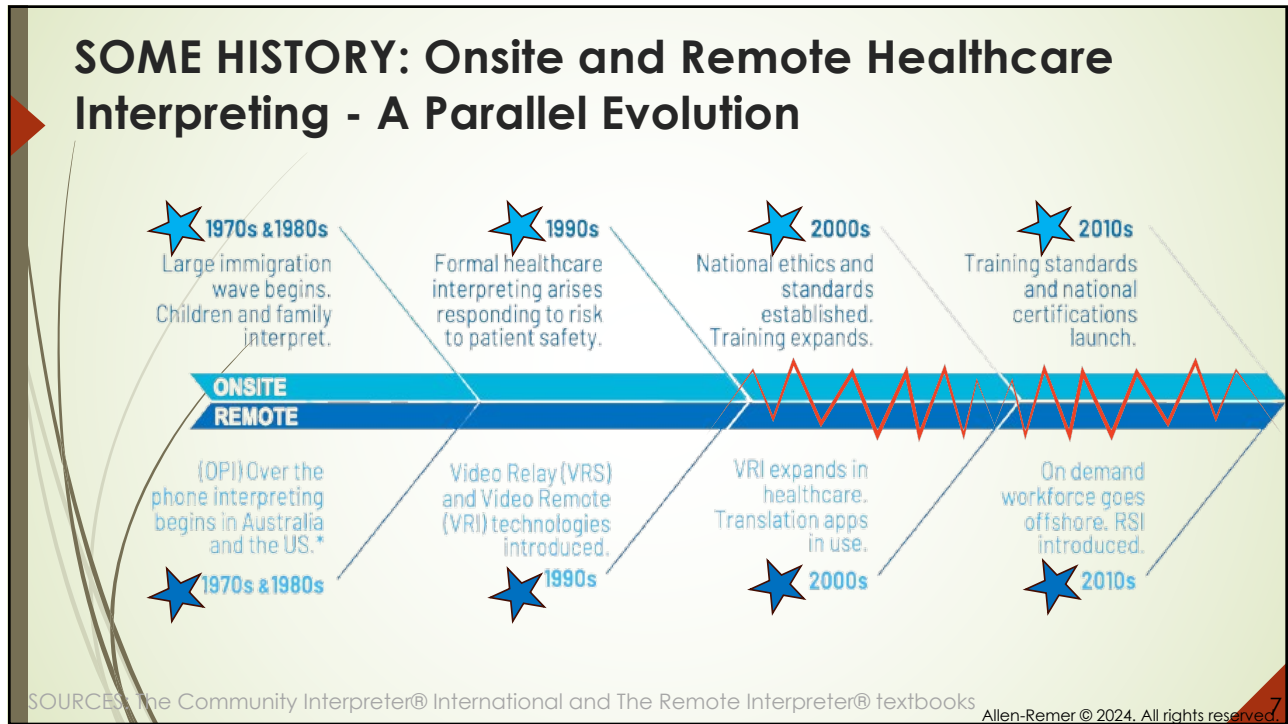 SOME HISTORY: Onsite and Remote Healthcare
Interpreting - A Parallel Evolution
1970s &1980s
Large immigration
wave begins.
Children and family
interpret.
1990s
Formal healthcare
interpreting arises
responding to risk
to patient safety.
2000s
National ethics and
standards
established.
Training expands.
2010s
Training standards
and national
certifications
launch.
ONSITE
REMOTE
(OPI) Over the
phone interpreting
begins in Australia
and the US.*
1970s &1980s
Video Relay (VRS)
and Video Remote
(VRI) technologies
introduced.
1990s
VRI expands in
healthcare.
Translation apps
in use.
2000s
On demand
workforce goes
offshore. RSI
introduced.
2010s
SOURCES: The Community Interpreter® International and The Remote Interpreter® textbooks
Allen-Remer © 2024. All rights reserved
7